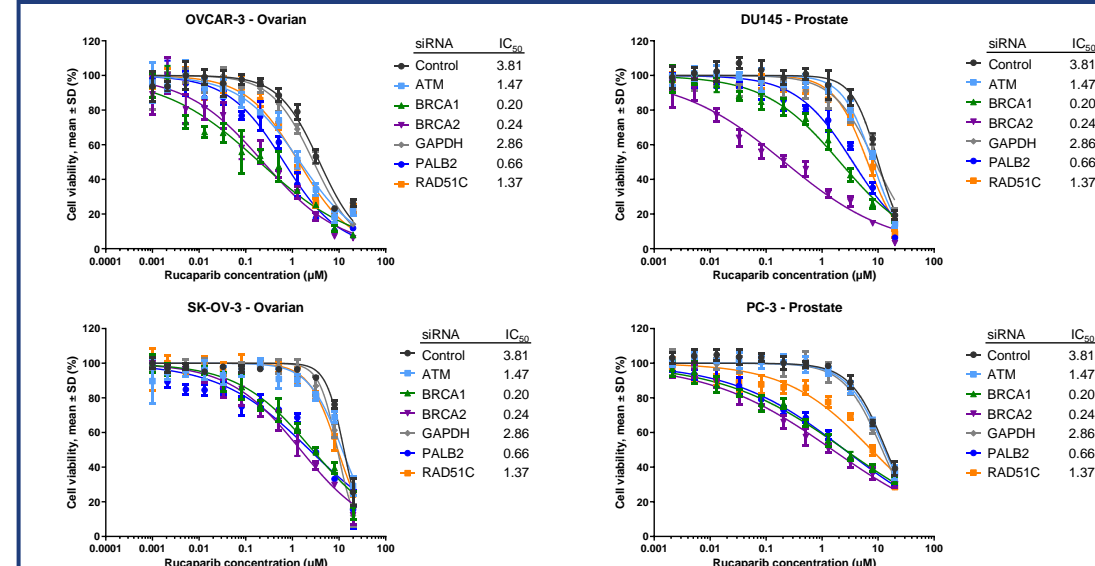 OVCAR-3 - Ovarian
Cell viability, mean ± SD (%)
120
100
80
60
40
20
0
0.0001 0.001 0.01 0.1 1 10 100
Rucaparib concentration (µM)
siRNA IC50
Control 3.81
ATM 1.47
BRCA1 0.20
BRCA2 0.24
GAPDH 2.86
PALB2 0.66
RAD51C 1.37
DU145 - Prostate
Cell viability, mean ± SD (%)
120
100
80
60
40
20
0
0.001 0.01 0.1 1 10 100
Rucaparib concentration (µM)
siRNA IC50
Control 3.81
ATM 1.47
BRCA1 0.20
BRCA2 0.24
GAPDH 2.86
PALB2 0.66
RAD51C 1.37
SK-OV-3 - Ovarian
Cell viability, mean ± SD (%)
120
100
80
60
40
20
0
0.0001 0.001 0.01 0.1 1 10 100
Rucaparib concentration (µM)
siRNA IC50
Control 3.81
ATM 1.47
BRCA1 0.20
BRCA2 0.24
GAPDH 2.86
PALB2 0.66
RAD51C 1.37
PC-3 - Prostate
Cell viability, mean ± SD (%)
120
100
80
60
40
20
0
0.001 0.01 0.1 1 10 100
Rucaparib concentration (µM)
siRNA IC50
Control 3.81
ATM 1.47
BRCA1 0.20
BRCA2 0.24
GAPDH 2.86
PALB2 0.66
RAD51C 1.37